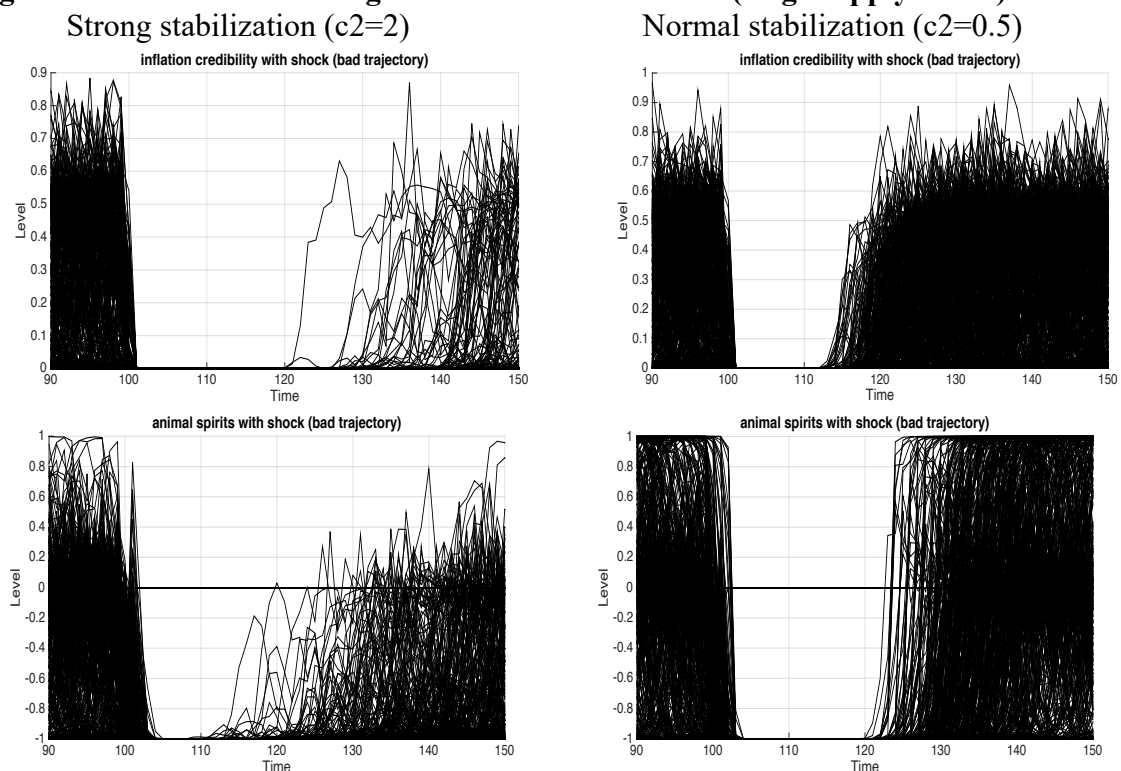 supply
Strong stabilization (c2=2)
Normal stabilization (c2=0.5)
inflation credibility with shock (bad trajectory)
0.9
0.8
0.7
0.6
0.5
0.4
0.3
0.2
0.1
0
Level
90 100 110 120 130 140 150
Time
inflation credibility with shock (bad trajectory)
1
0.9
0.8
0.7
0.6
0.5
0.4
0.3
0.2
0.1
0
Level
90 100 110 120 130 140 150
Time
animal spirits with shock (bad trajectory)
1
0.8
0.6
0.4
0.2
0
-0.2
-0.4
-0.6
-0.8
-1
Level
90 100 110 120 130 140 150
Time
animal spirits with shock (bad trajectory)
1
0.8
0.6
0.4
0.2
0
-0.2
-0.4
-0.6
-0.8
-1
Level
90 100 110 120 130 140 150
Time